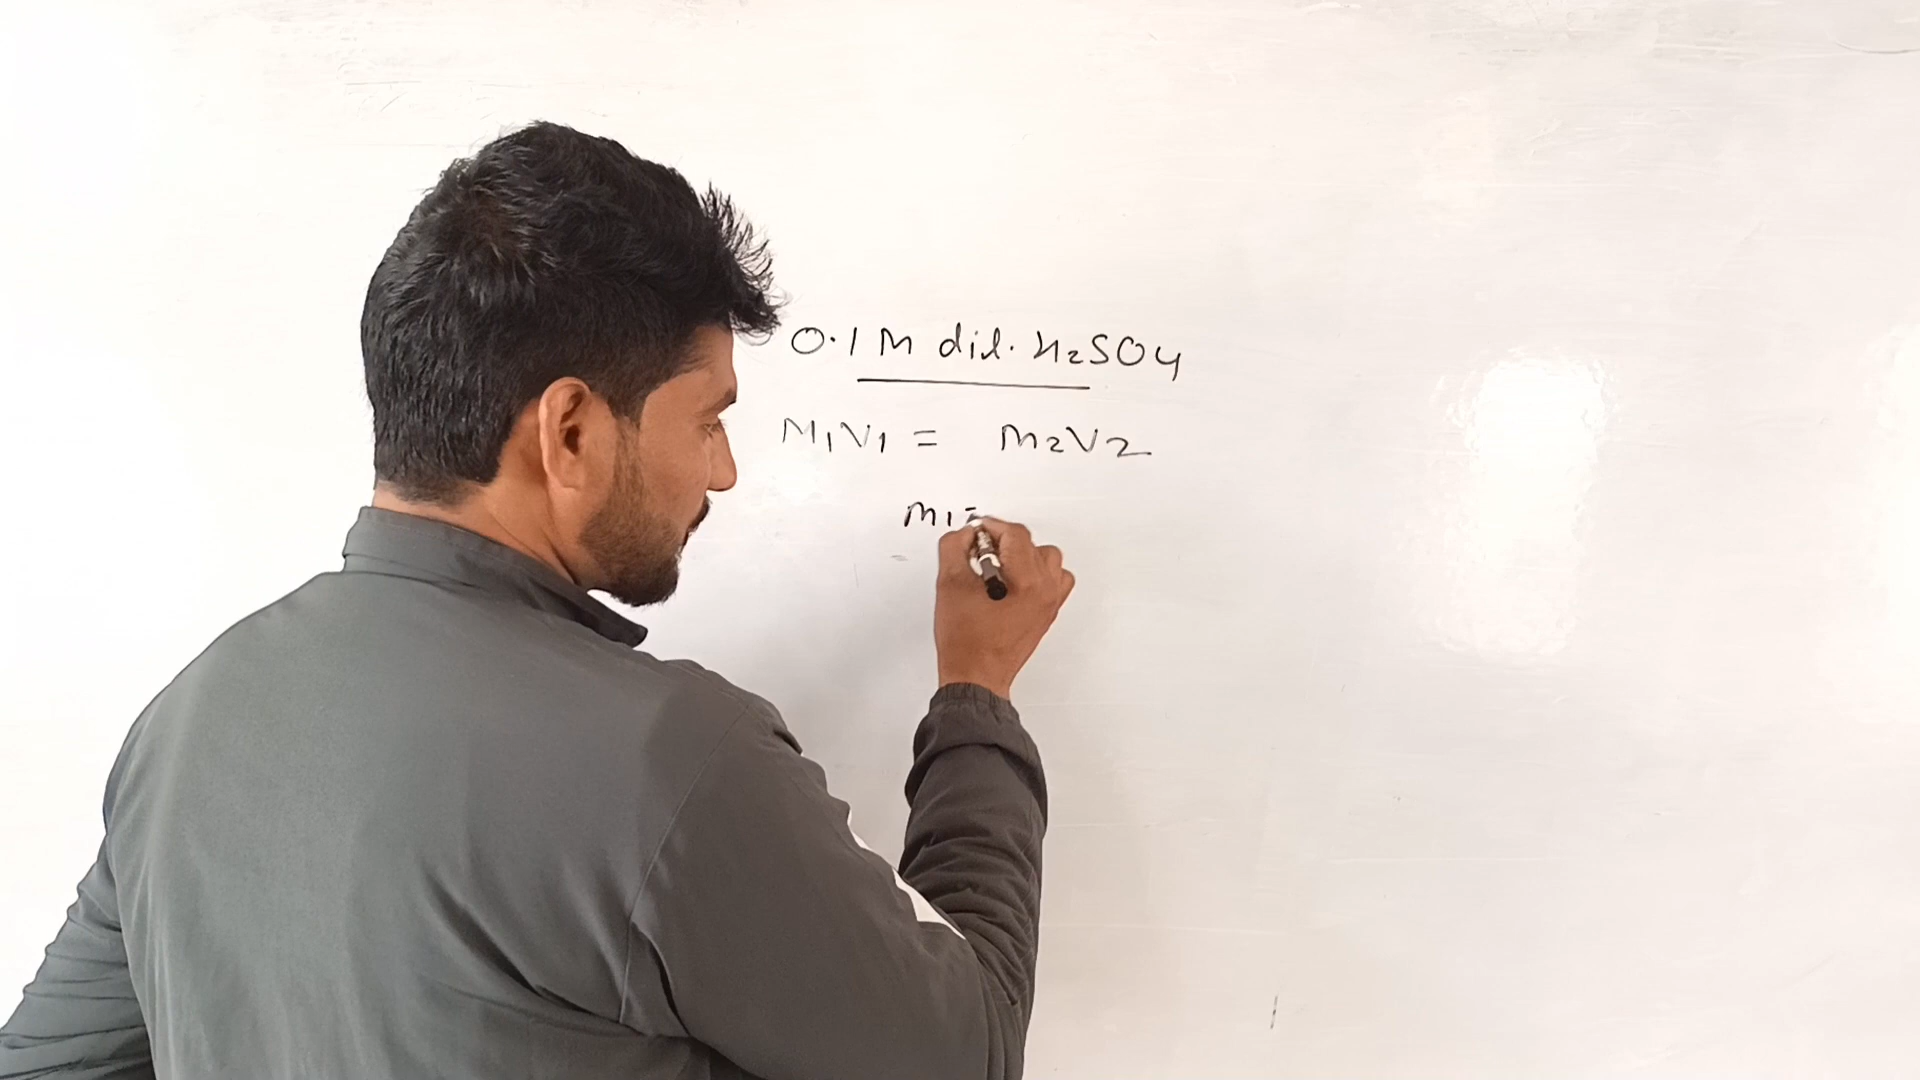 0.1 M dil. H2SO4
M1V1 = M2V2
M1 =